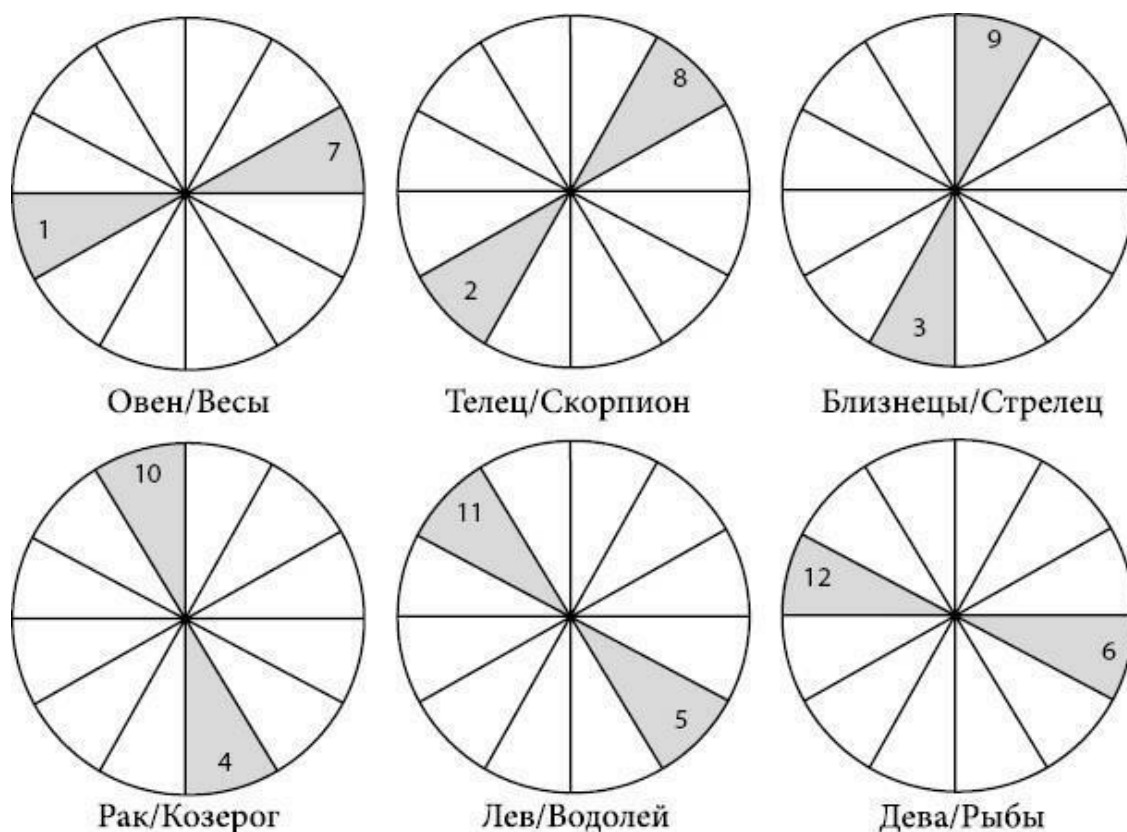 9
8
7
1
2
3
Овен/Весы
Телец/Скорпион
Близнецы/Стрелец
10
11
12
6
5
4
Рак/Козерог
Лев/Водолей
Дева/Рыбы